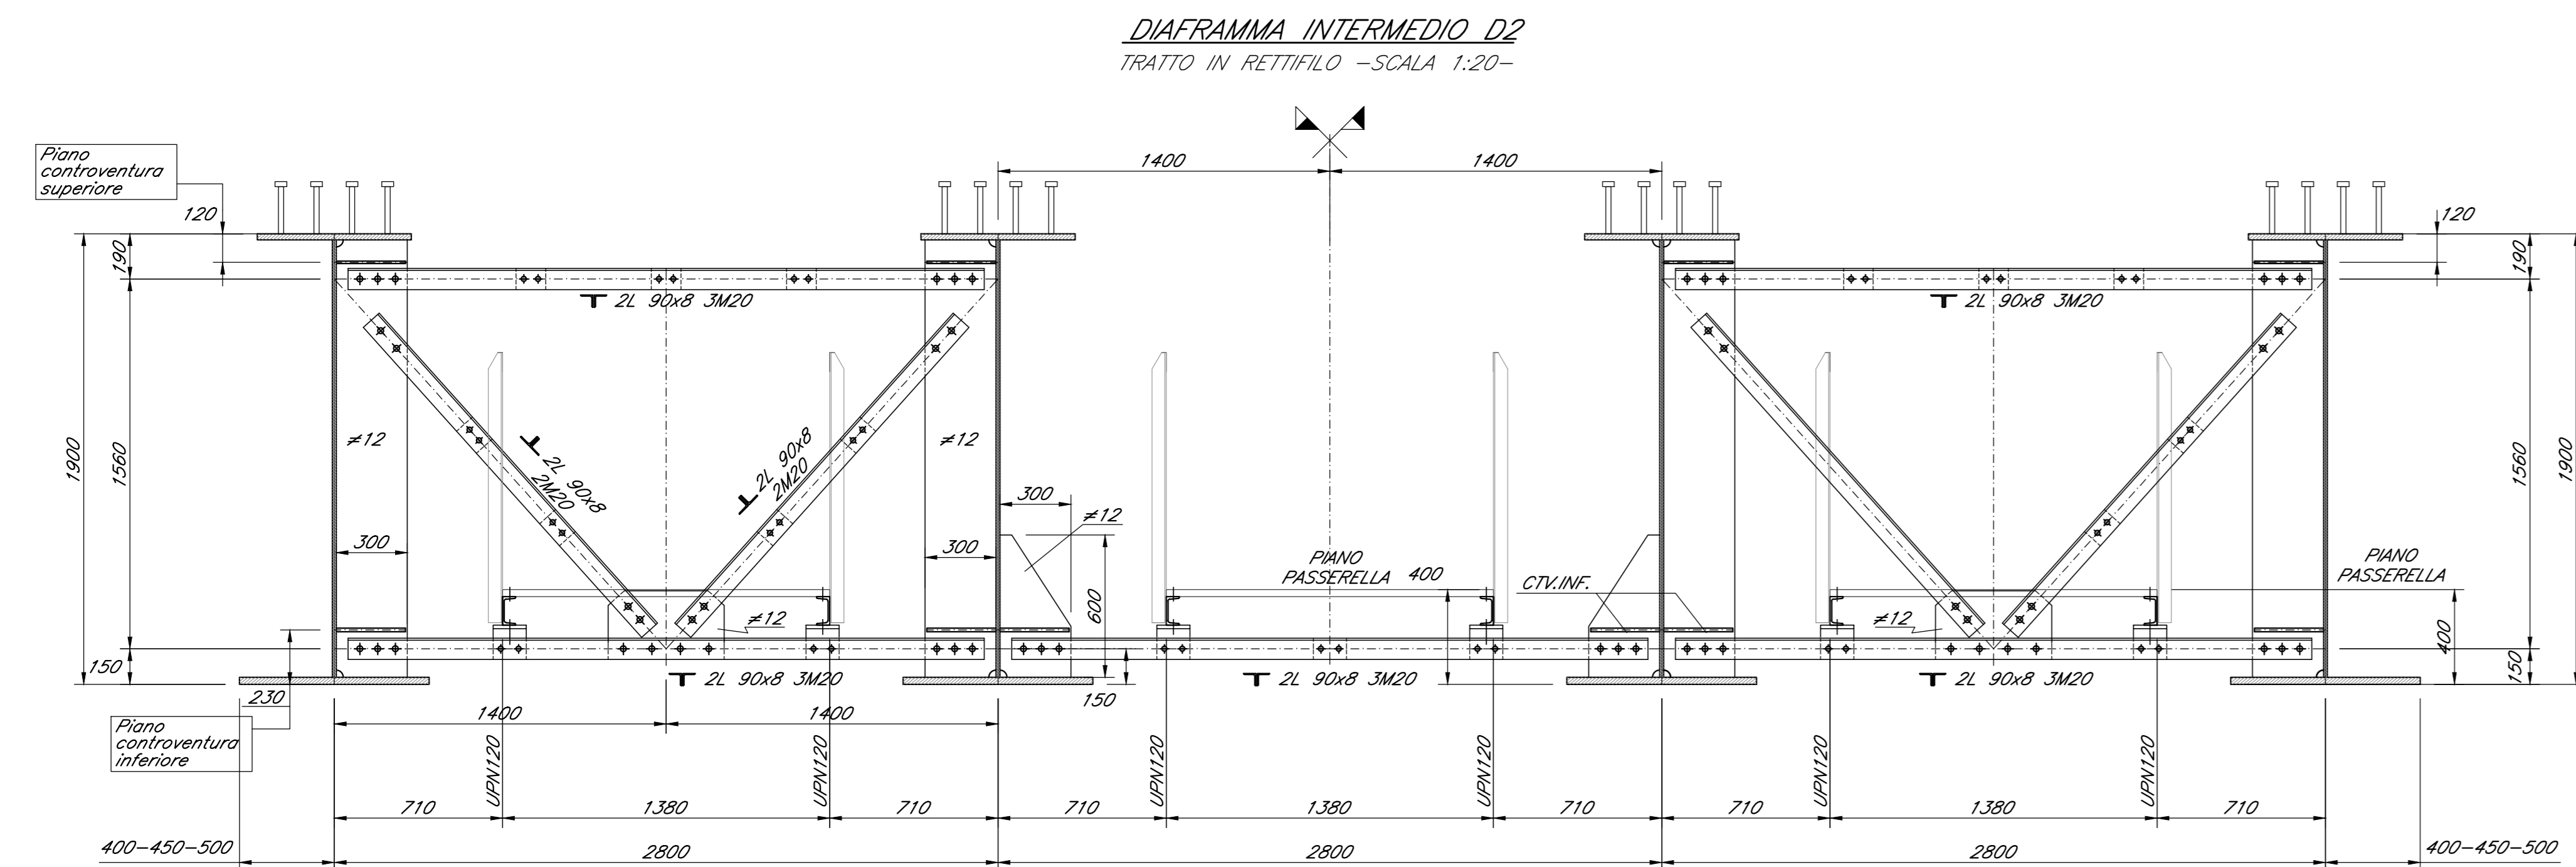 DIAFRAMMA INTERMEDIO D2
TRATTO IN RETTIFILO -SCALA 1:20-
Piano
controventura
superiore
1400
1400
120
120
190
190
2L 90x8 3M20
2L 90x8 3M20
1900
1560
≠12
2L 90x8
2M20
2L 90x8
2M20
≠12
1560
1900
300
≠12
300
300
600
PIANO
PASSERELLA 400
CTV.INF.
PIANO
PASSERELLA
≠12
≠12
400
150
150
2L 90x8 3M20
2L 90x8 3M20
2L 90x8 3M20
230
150
1400
1400
Piano
controventura
inferiore
UPN120
UPN120
UPN120
UPN120
UPN120
UPN120
710
1380
710
710
1380
710
710
1380
710
400-450-500
2800
2800
2800
400-450-500